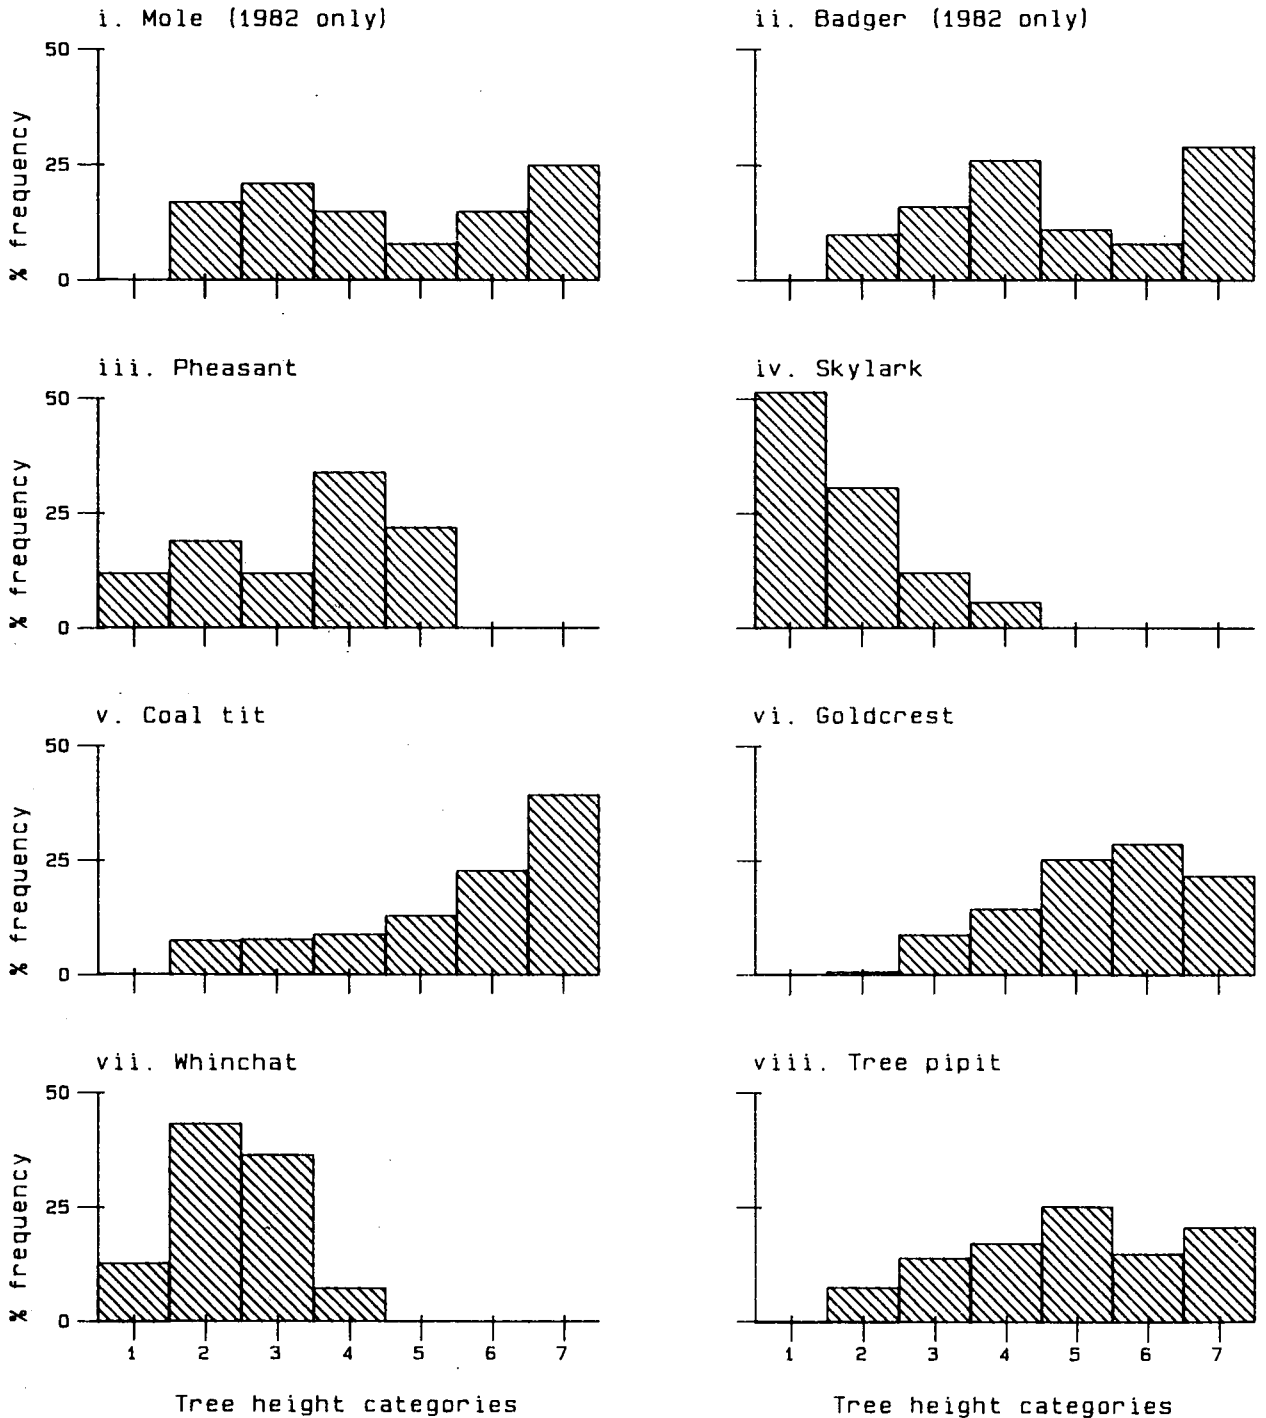 i. Mole (1982 only)
ii. Badger (1982 only)
50
25
0
% frequency
iii. Pheasant
iv. Skylark
50
25
0
% frequency
v. Coal tit
vi. Goldcrest
50
25
0
% frequency
vii. Whinchat
viii. Tree pipit
50
25
0
% frequency
1 2 3 4 5 6 7
1 2 3 4 5 6 7
Tree height categories
Tree height categories